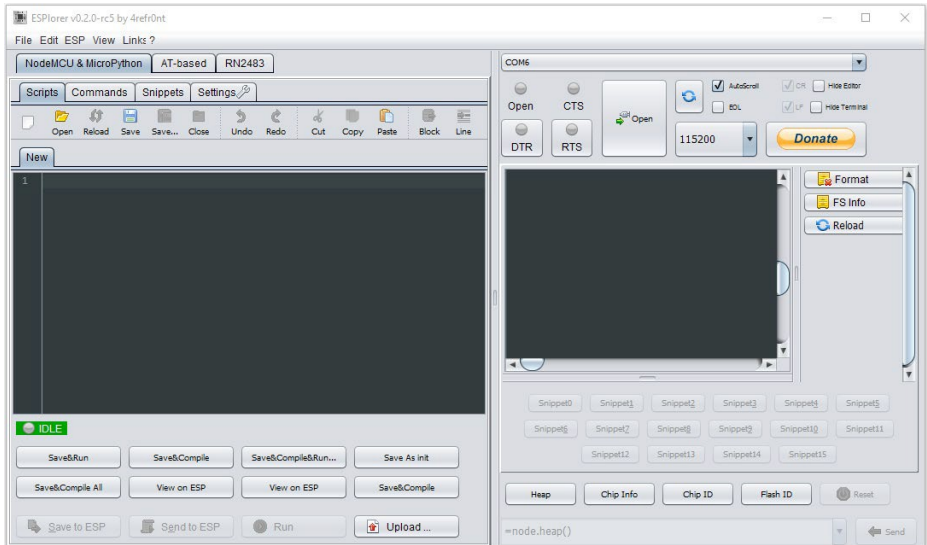 ESPlorer v0.2.0-rc5 by 4refr0nt
File Edit ESP View Links ?
NodeMCU & MicroPython AT-based RN2483
Scripts Commands Snippets Settings
Open Reload Save Save... Close Undo Redo Cut Copy Paste Block Line
New
1
IDLE
Save&Run Save&Compile Save&Compile&Run... Save As init
Save&Compile All View on ESP View on ESP Save&Compile
Save to ESP Send to ESP Run Upload ...
COM6
Open CTS
DTR RTS
Open
AutoScroll CR Hide Editor
EOL LF Hide Terminal
115200 Donate
Format
FS Info
Reload
Snippet0 Snippet1 Snippet2 Snippet3 Snippet4 Snippet5
Snippet6 Snippet7 Snippet8 Snippet9 Snippet10 Snippet11
Snippet12 Snippet13 Snippet14 Snippet15
Heap Chip Info Chip ID Flash ID Reset
=node.heap() Send